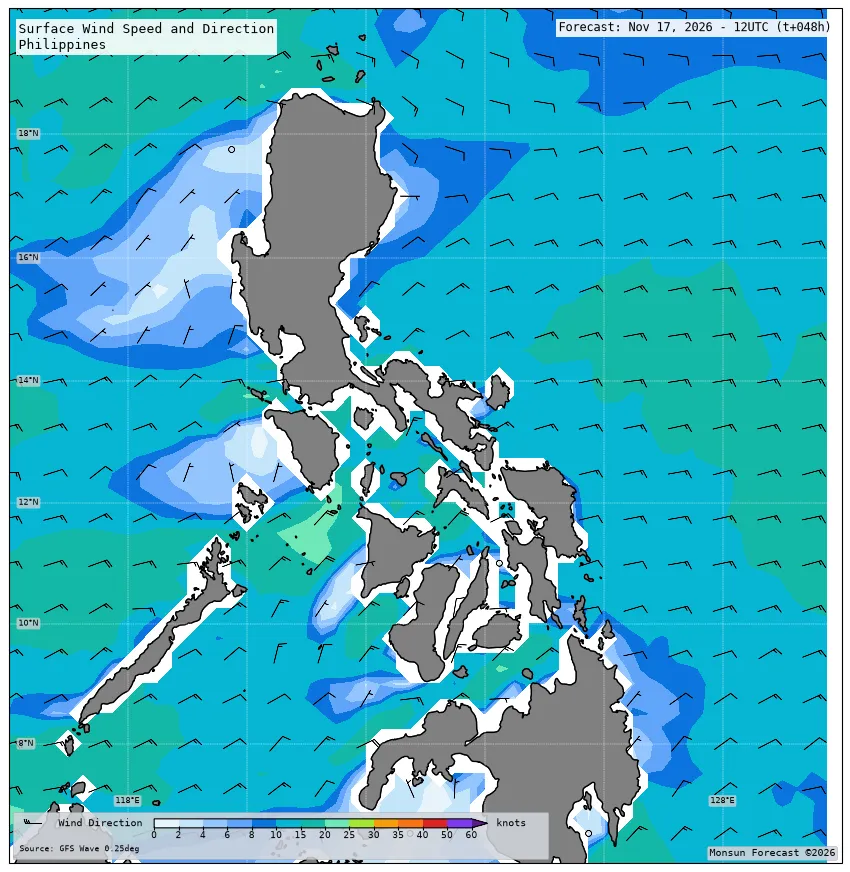 Surface Wind Speed and Direction
Philippines
Forecast: Nov 17, 2026 - 12UTC (t+048h)
18°N
16°N
14°N
12°N
10°N
8°N
118°E
128°E
Wind Direction
0 2 4 6 8 10 15 20 25 30 35 40 50 60
knots
Source: GFS Wave 0.25deg
Monsun Forecast ©2026